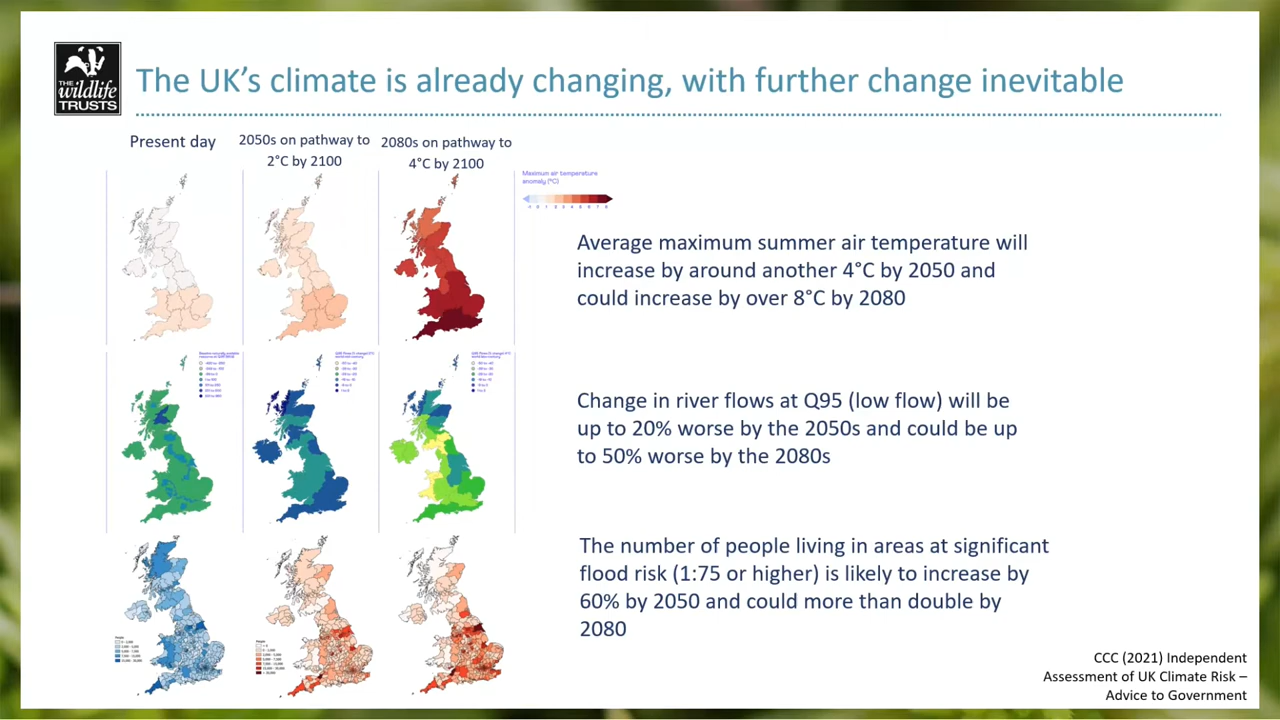 THE
wildlife
TRUSTS
The UK's climate is already changing, with further change inevitable
Present day
2050s on pathway to
2°C by 2100
2080s on pathway to
4°C by 2100
Maximum air temperature
anomaly (°C)
Average maximum summer air temperature will
increase by around another 4°C by 2050 and
could increase by over 8°C by 2080
Change in river flows at Q95 (low flow) will be
up to 20% worse by the 2050s and could be up
to 50% worse by the 2080s
The number of people living in areas at significant
flood risk (1:75 or higher) is likely to increase by
60% by 2050 and could more than double by
2080
People
People
CCC (2021) Independent
Assessment of UK Climate Risk –
Advice to Government